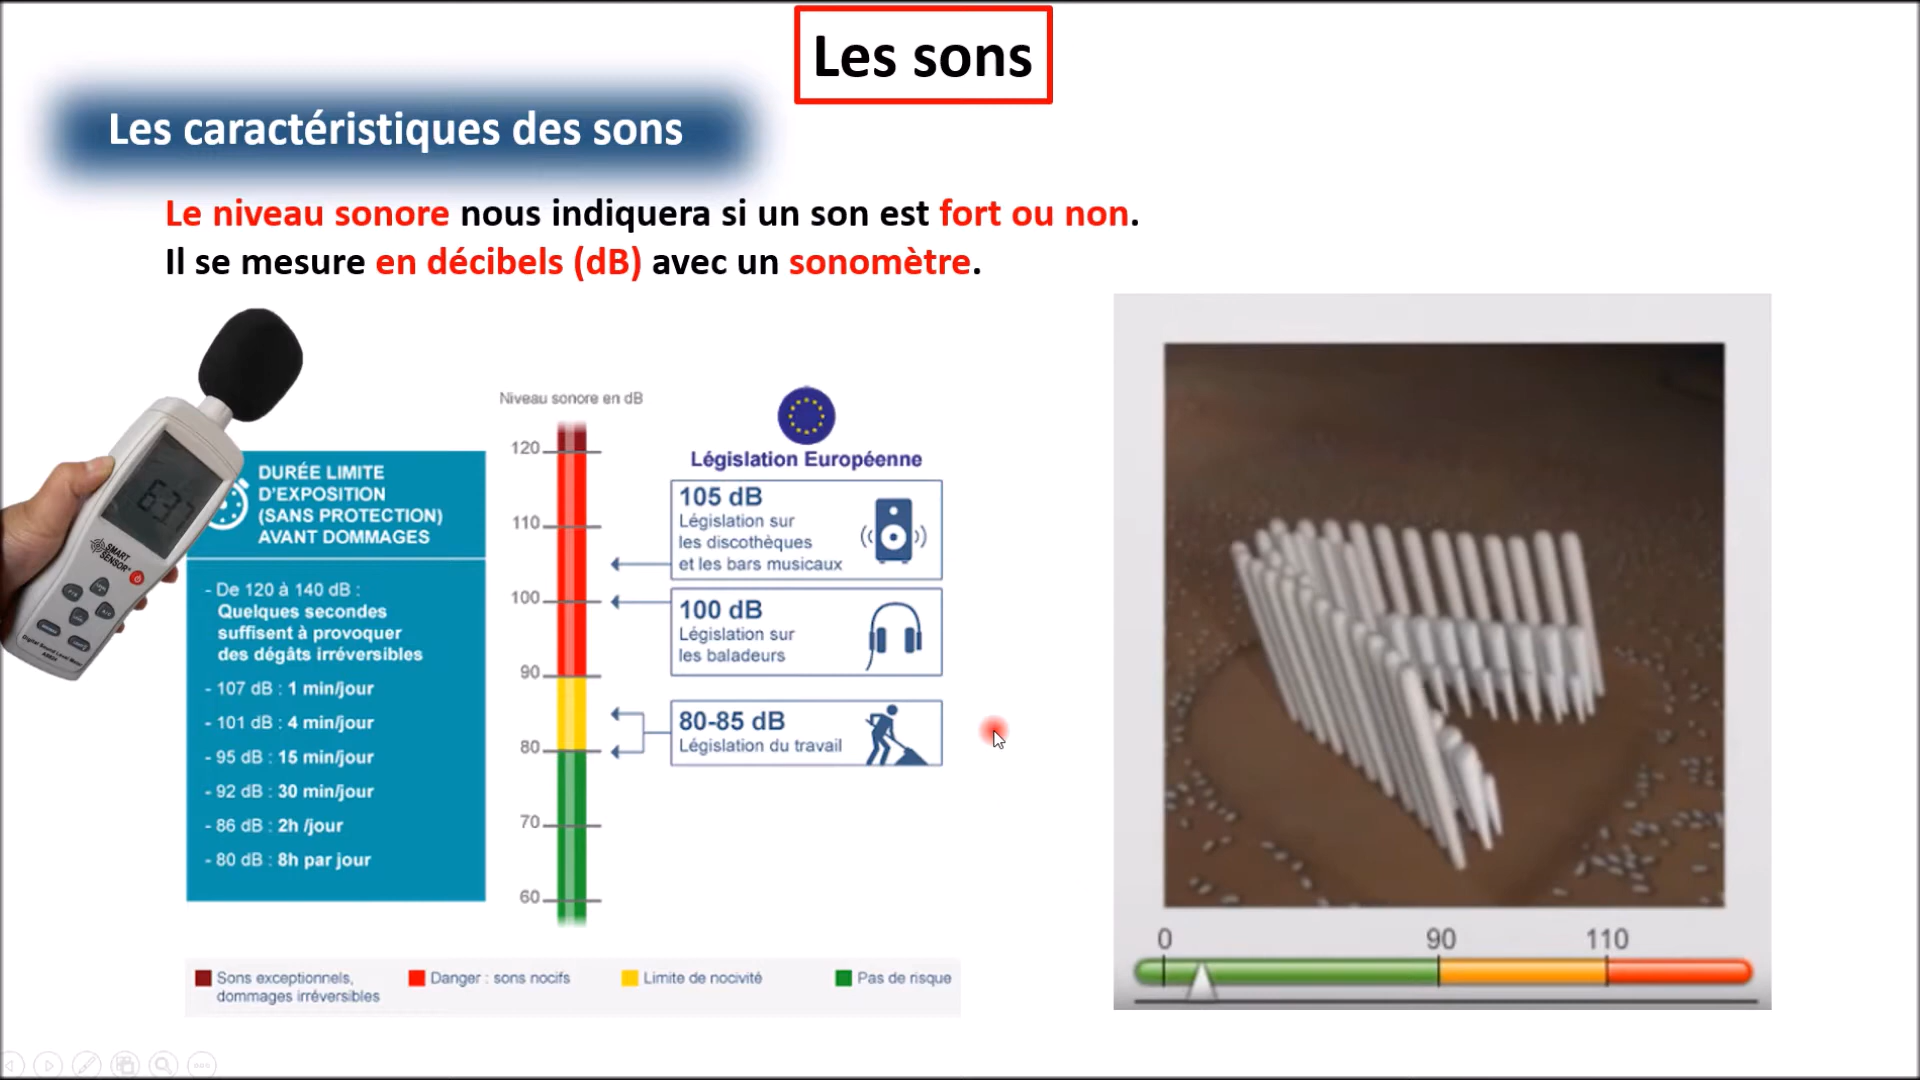 Les sons
Les caractéristiques des sons
Le niveau sonore nous indiquera si un son est fort ou non.
Il se mesure en décibels (dB) avec un sonomètre.
SMART
SENSOR
DURÉE LIMITE
D'EXPOSITION
(SANS PROTECTION)
AVANT DOMMAGES
- De 120 à 140 dB :
Quelques secondes
suffisent à provoquer
des dégâts irréversibles
- 107 dB : 1 min/jour
- 101 dB : 4 min/jour
- 95 dB : 15 min/jour
- 92 dB : 30 min/jour
- 86 dB : 2h /jour
- 80 dB : 8h par jour
Niveau sonore en dB
120
110
100
90
80
70
60
Législation Européenne
105 dB
Législation sur
les discothèques
et les bars musicaux
100 dB
Législation sur
les baladeurs
80-85 dB
Législation du travail
Sons exceptionnels,
dommages irréversibles
Danger : sons nocifs
Limite de nocivité
Pas de risque
0 90 110